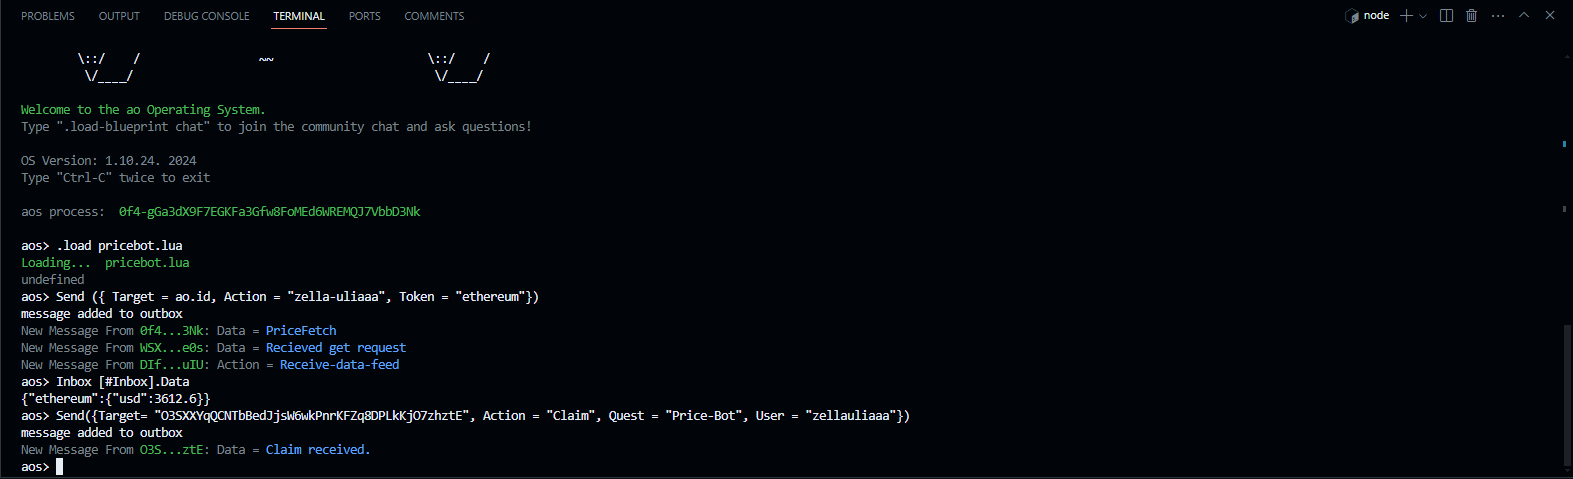 PROBLEMS OUTPUT DEBUG CONSOLE TERMINAL PORTS COMMENTS node
\::/    /                 ~~                      \::/    /
\/____/                                           \/____/
Welcome to the ao Operating System.
Type ".load-blueprint chat" to join the community chat and ask questions!
OS Version: 1.10.24. 2024
Type "Ctrl-C" twice to exit
aos process:  0f4-gGa3dX9F7EGKFa3Gfw8FoMEd6WREMQJ7VbbD3Nk
aos> .load pricebot.lua
Loading...  pricebot.lua
undefined
aos> Send ({ Target = ao.id, Action = "zella-uliaaa", Token = "ethereum"})
message added to outbox
New Message From 0f4...3Nk: Data = PriceFetch
New Message From WSX...e0s: Data = Recieved get request
New Message From DIf...uIU: Action = Receive-data-feed
aos> Inbox [#Inbox].Data
{"ethereum":{"usd":3612.6}}
aos> Send({Target= "O3SXXYqQCNTbBedJjsW6wkPnrKFZq8DPLkKjO7zhztE", Action = "Claim", Quest = "Price-Bot", User = "zellauliaaa"})
message added to outbox
New Message From O3S...ztE: Data = Claim received.
aos>